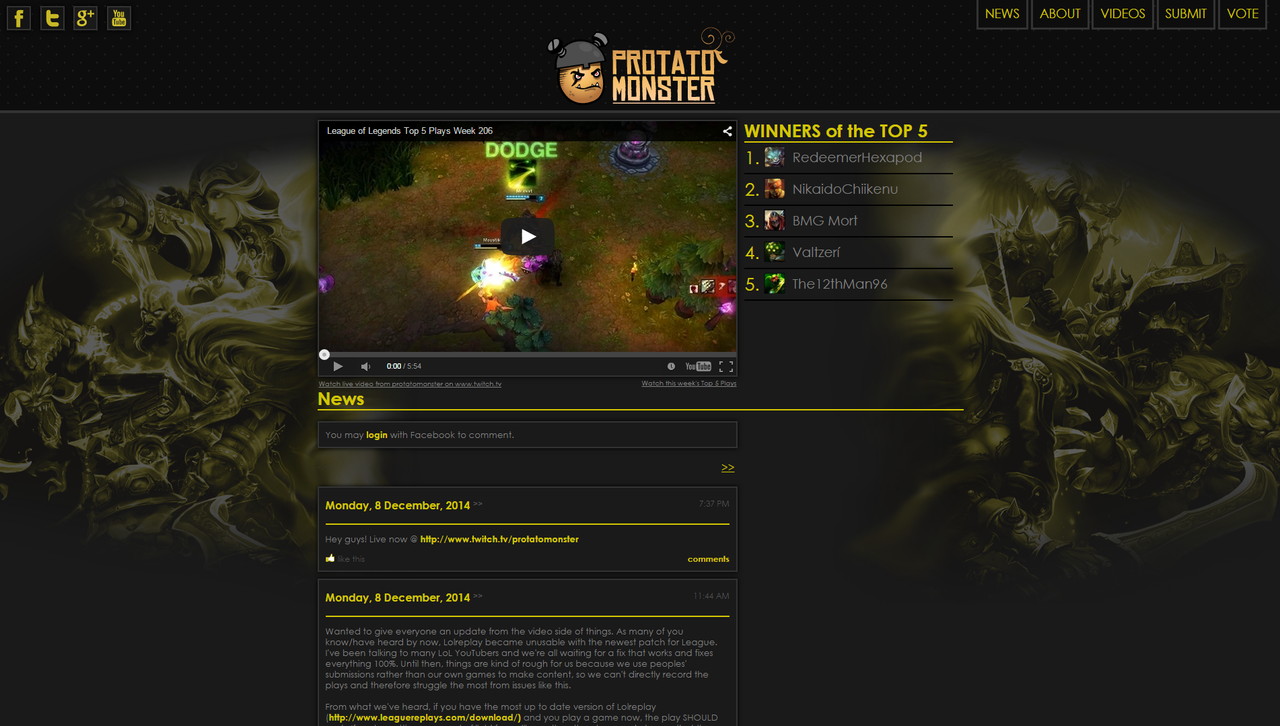 NEWS ABOUT VIDEOS SUBMIT VOTE
f t g+ You Tube
PROTATO
MONSTER
League of Legends Top 5 Plays Week 206
DODGE
0:00 / 5:54
YouTube
Watch live video from protatomonster on www.twitch.tv
Watch this week's Top 5 Plays
WINNERS of the TOP 5
1. RedeemerHexapod
2. NikaidoChiikenu
3. BMG Mort
4. Valtzerí
5. The12thMan96
News
You may login with Facebook to comment.
>>
Monday, 8 December, 2014 >> 7:37 PM
Hey guys! Live now @ http://www.twitch.tv/protatomonster
like this comments
Monday, 8 December, 2014 >> 11:44 AM
Wanted to give everyone an update from the video side of things. As many of you
know/have heard by now, Lolreplay became unusable with the newest patch for League.
I've been talking to many LoL YouTubers and we're all waiting for a fix that works and fixes
everything 100%. Until then, things are kind of rough for us because we use peoples'
submissions rather than our own games to make content, so we can't directly record the
plays and therefore struggle the most from issues like this.
From what we've heard, if you have the most up to date version of Lolreplay
(http://www.leaguereplays.com/download/) and you play a game now, the play SHOULD